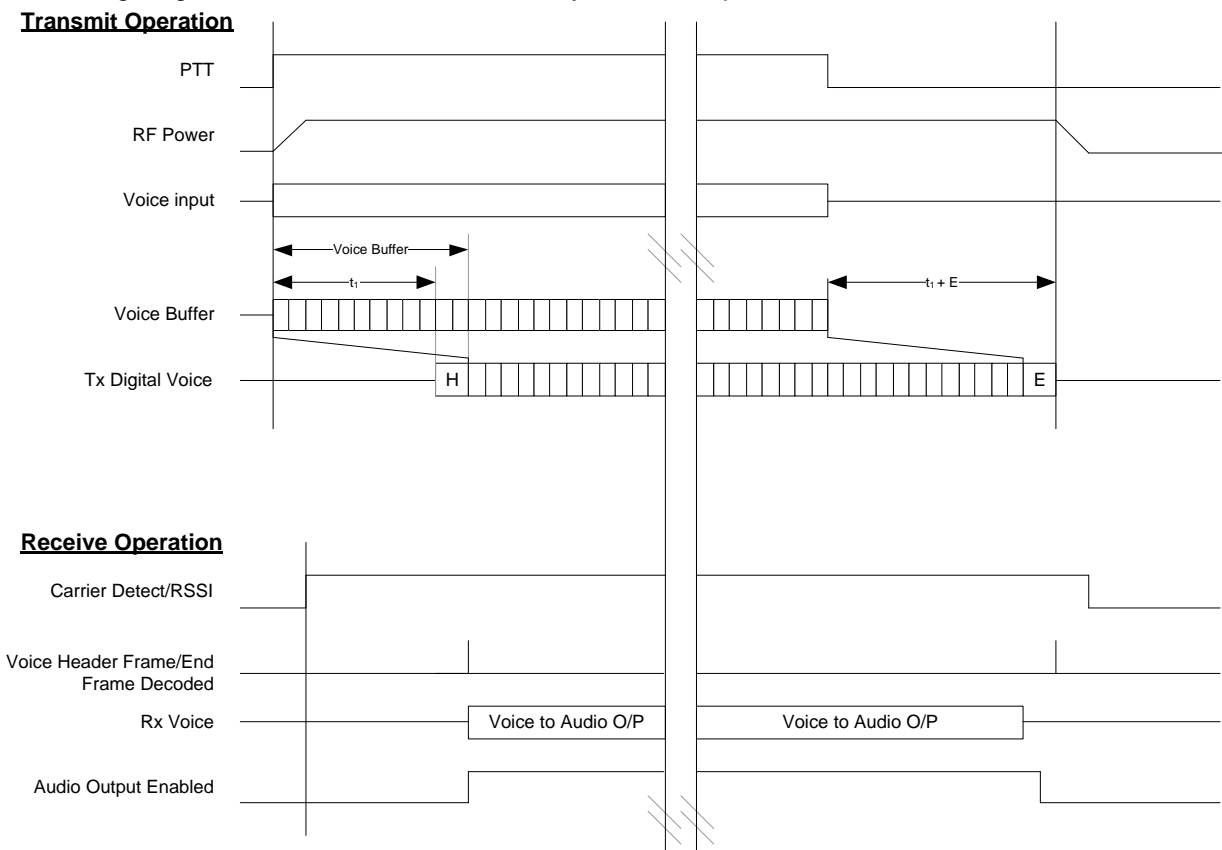 Transmit Operation
PTT
RF Power
Voice input
Voice Buffer
t₁
t₁ + E
Voice Buffer
Tx Digital Voice
H
E
Receive Operation
Carrier Detect/RSSI
Voice Header Frame/End
Frame Decoded
Rx Voice
Voice to Audio O/P
Voice to Audio O/P
Audio Output Enabled